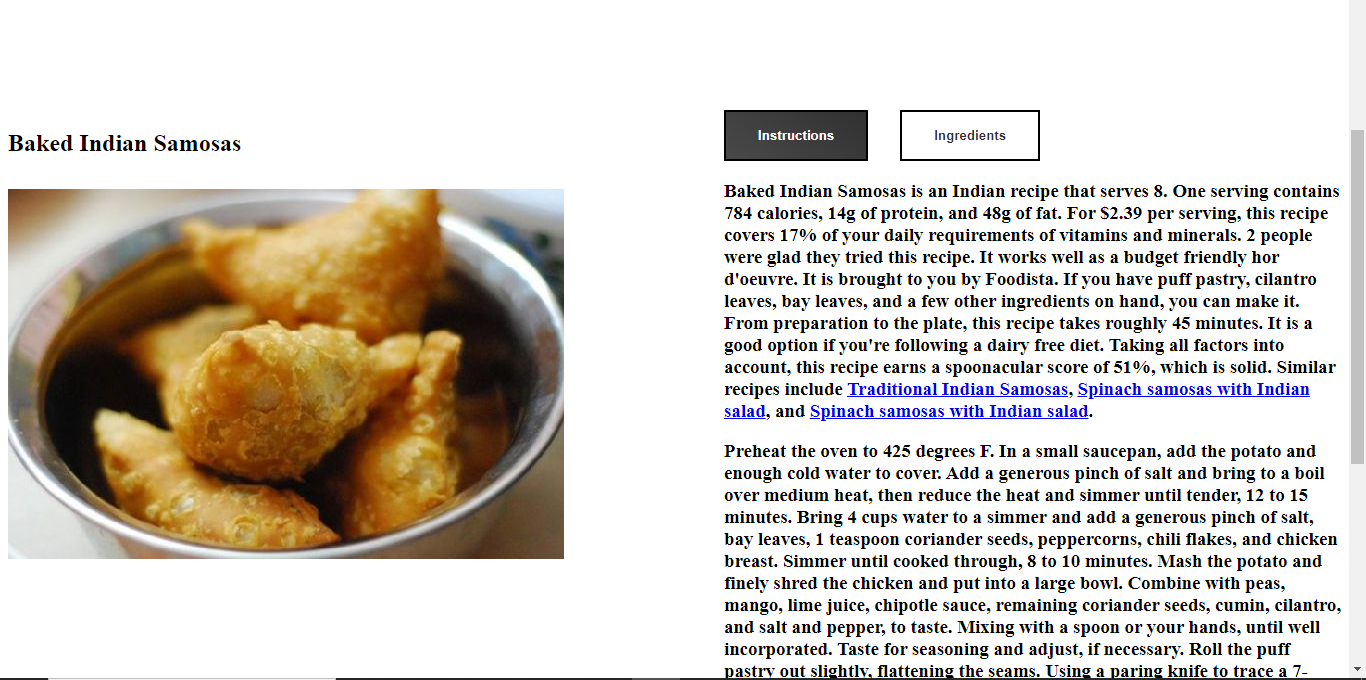 Baked Indian Samosas
Instructions
Ingredients
Baked Indian Samosas is an Indian recipe that serves 8. One serving contains
784 calories, 14g of protein, and 48g of fat. For $2.39 per serving, this recipe
covers 17% of your daily requirements of vitamins and minerals. 2 people
were glad they tried this recipe. It works well as a budget friendly hor
d'oeuvre. It is brought to you by Foodista. If you have puff pastry, cilantro
leaves, bay leaves, and a few other ingredients on hand, you can make it.
From preparation to the plate, this recipe takes roughly 45 minutes. It is a
good option if you're following a dairy free diet. Taking all factors into
account, this recipe earns a spoonacular score of 51%, which is solid. Similar
recipes include Traditional Indian Samosas, Spinach samosas with Indian
salad, and Spinach samosas with Indian salad.
Preheat the oven to 425 degrees F. In a small saucepan, add the potato and
enough cold water to cover. Add a generous pinch of salt and bring to a boil
over medium heat, then reduce the heat and simmer until tender, 12 to 15
minutes. Bring 4 cups water to a simmer and add a generous pinch of salt,
bay leaves, 1 teaspoon coriander seeds, peppercorns, chili flakes, and chicken
breast. Simmer until cooked through, 8 to 10 minutes. Mash the potato and
finely shred the chicken and put into a large bowl. Combine with peas,
mango, lime juice, chipotle sauce, remaining coriander seeds, cumin, cilantro,
and salt and pepper, to taste. Mixing with a spoon or your hands, until well
incorporated. Taste for seasoning and adjust, if necessary. Roll the puff
pastry out slightly, flattening the seams. Using a paring knife to trace a 7-